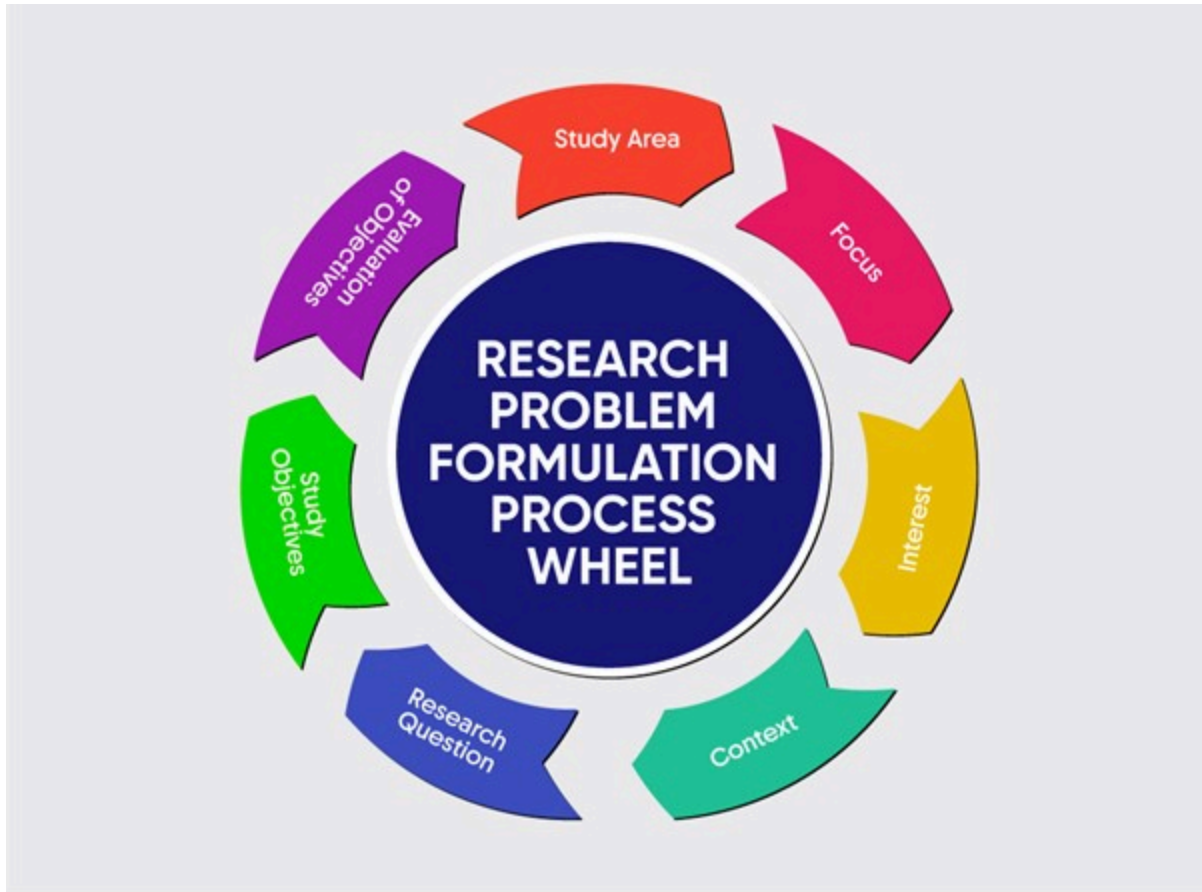 Study Area
Focus
Interest
Context
Research
Question
Study
Objectives
Evaluation
of Objectives
RESEARCH
PROBLEM
FORMULATION
PROCESS
WHEEL